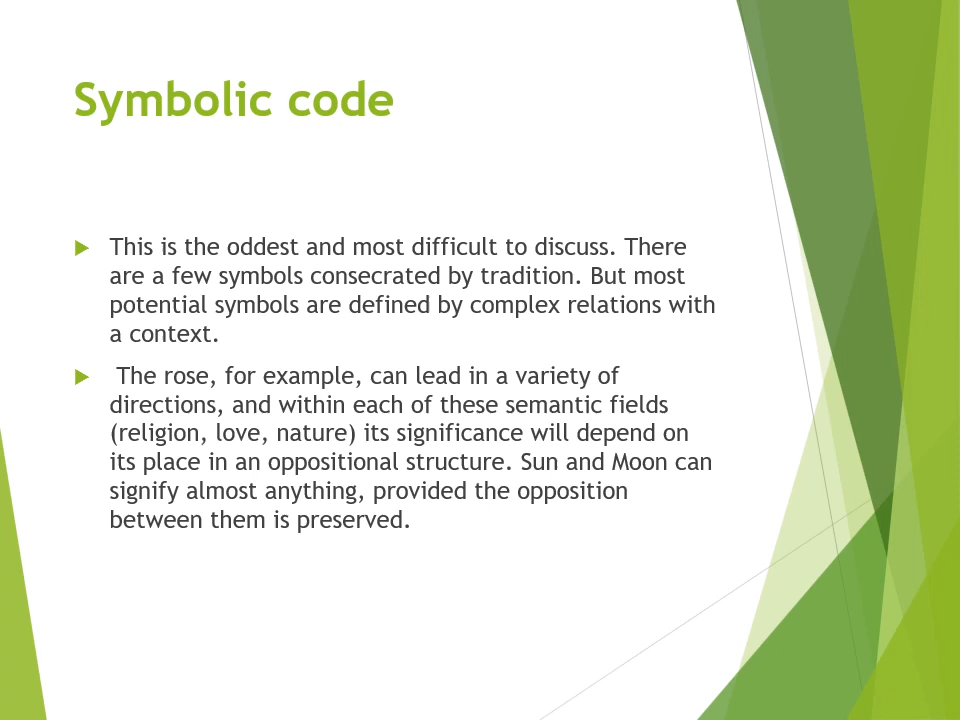 Symbolic code
This is the oddest and most difficult to discuss. There
are a few symbols consecrated by tradition. But most
potential symbols are defined by complex relations with
a context.
The rose, for example, can lead in a variety of
directions, and within each of these semantic fields
(religion, love, nature) its significance will depend on
its place in an oppositional structure. Sun and Moon can
signify almost anything, provided the opposition
between them is preserved.